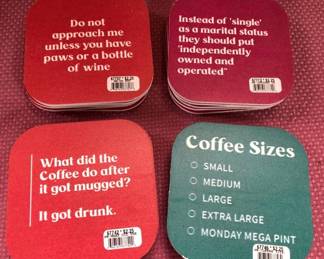 Do not
approach me
unless you have
paws or a bottle
of wine
Instead of 'single'
as a marital status
they should put
'independently
owned and
operated"
What did the
Coffee do after
it got mugged?
It got drunk.
Coffee Sizes
SMALL
MEDIUM
LARGE
EXTRA LARGE
MONDAY MEGA PINT